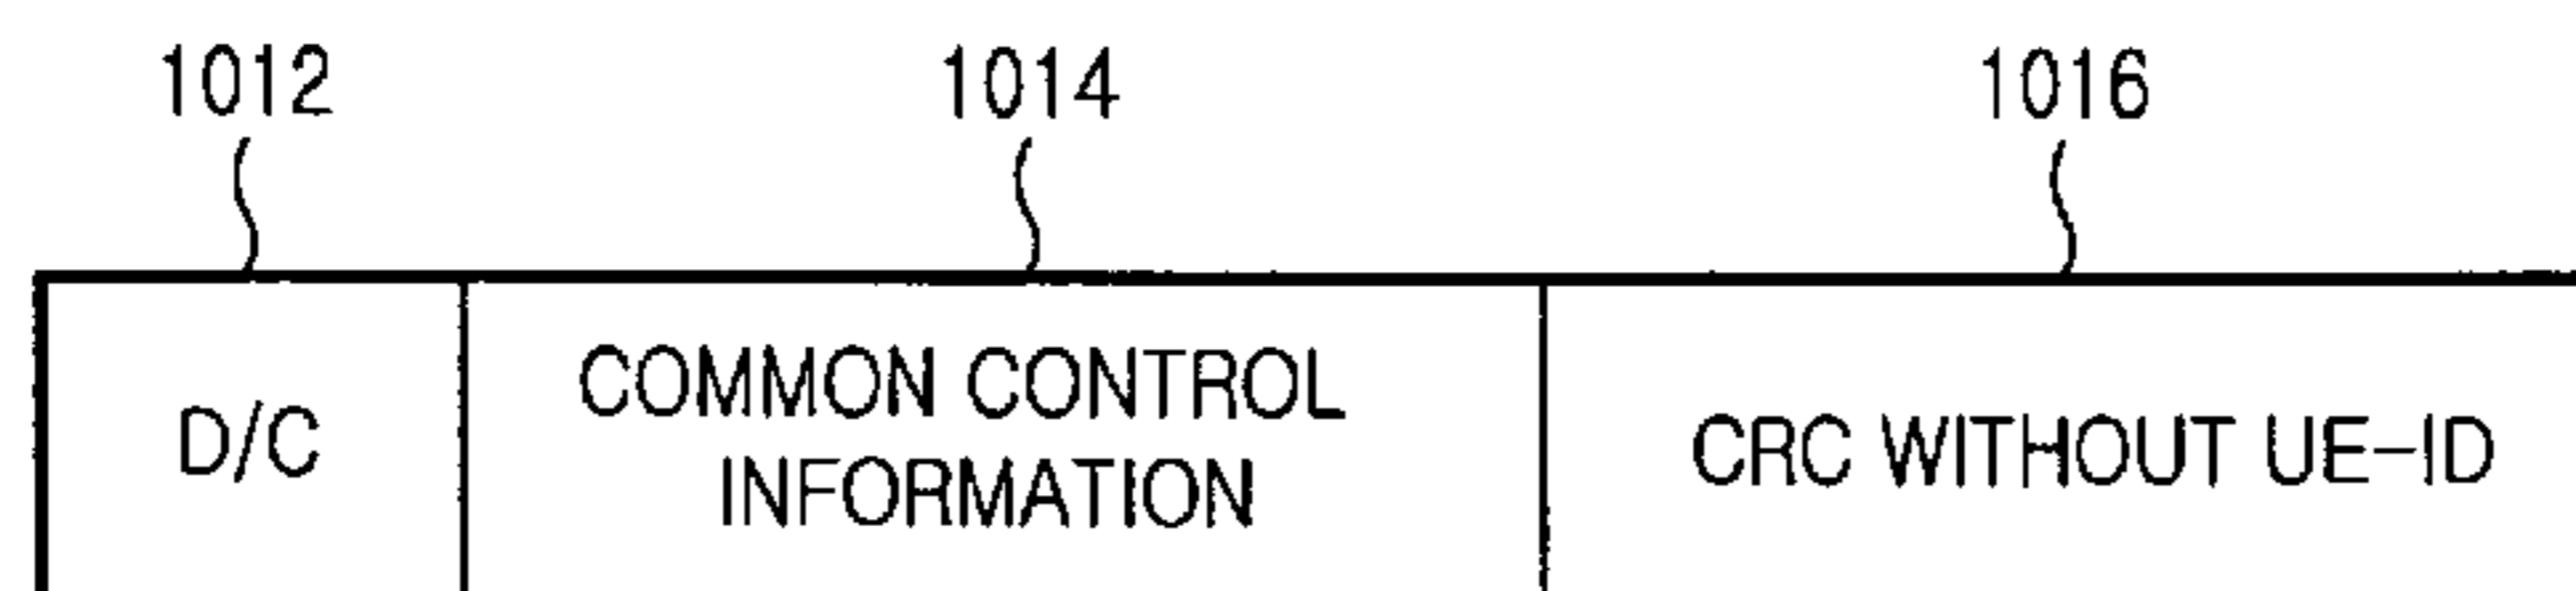 1012 1014 1016
D/C
COMMON CONTROL
INFORMATION
CRC WITHOUT UE-ID